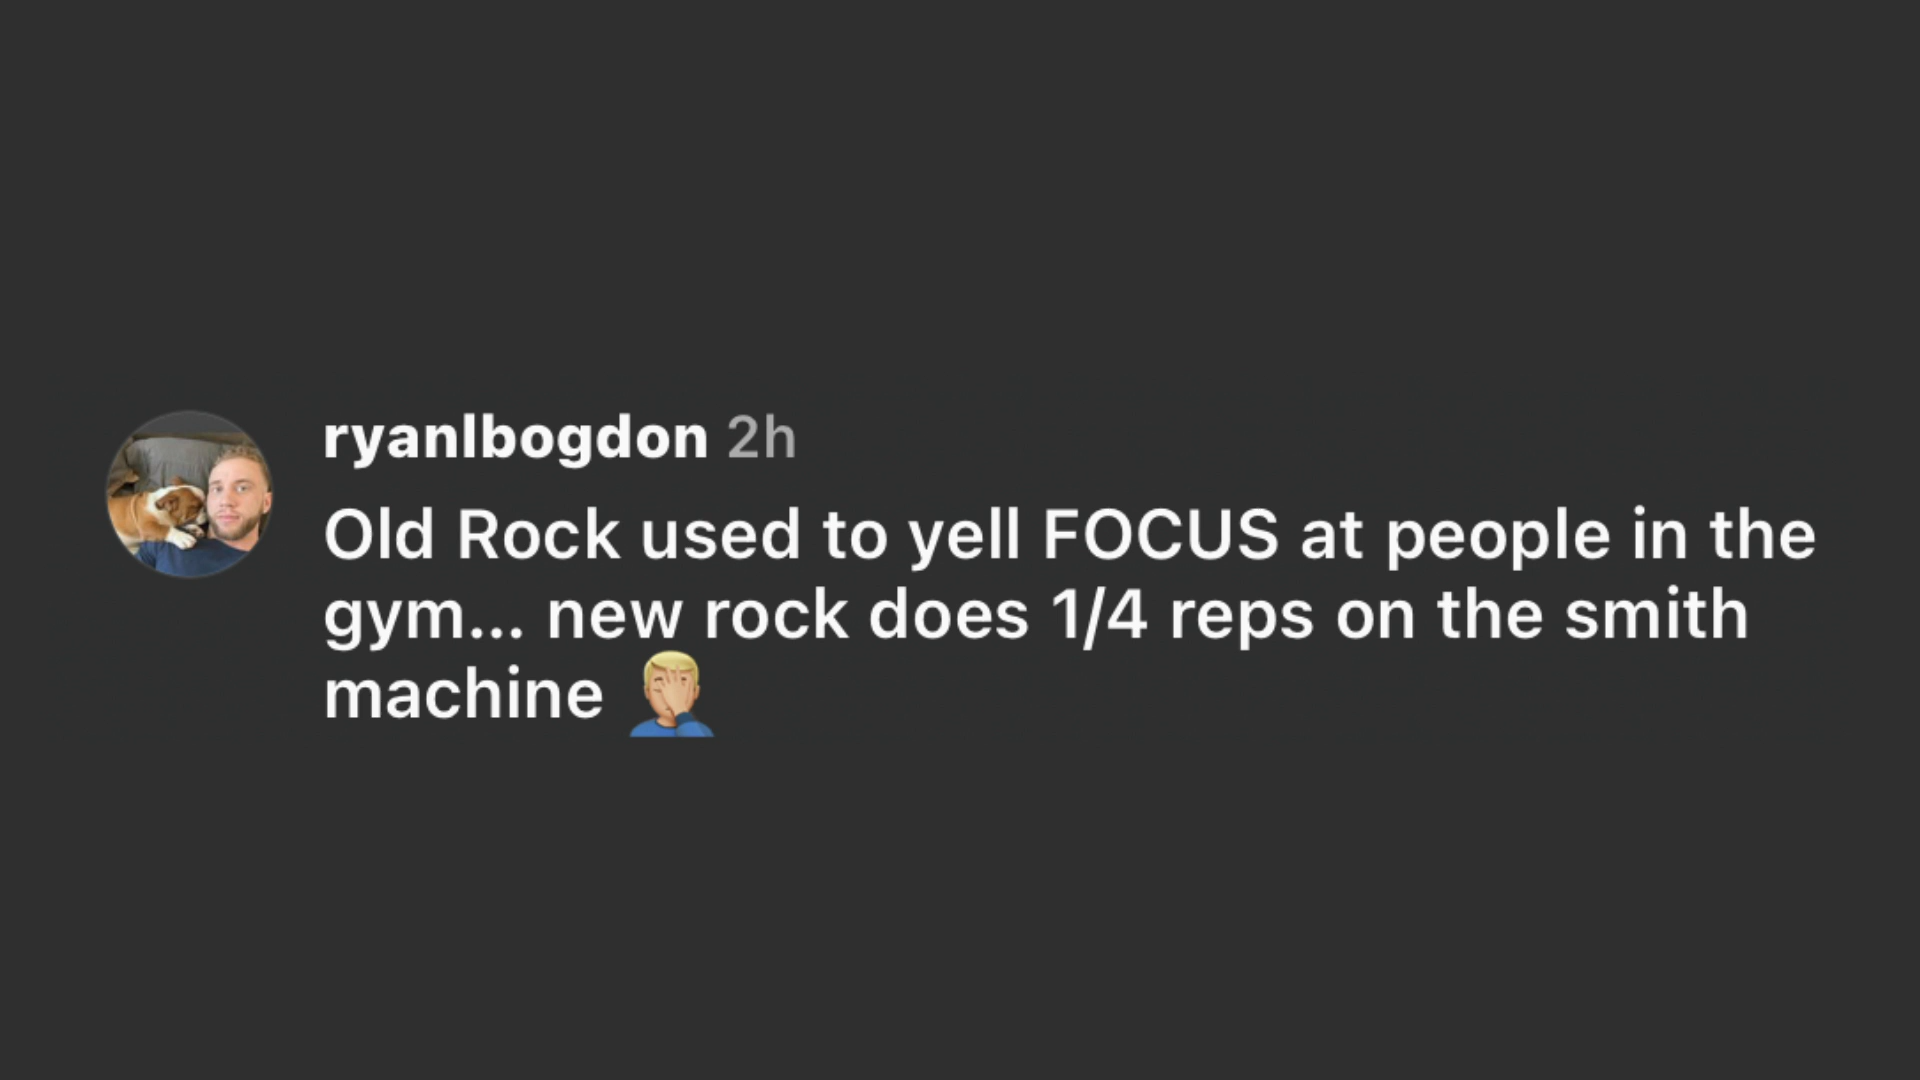 ryanlbogdon 2h
Old Rock used to yell FOCUS at people in the
gym... new rock does 1/4 reps on the smith
machine 🤦🏼‍♂️